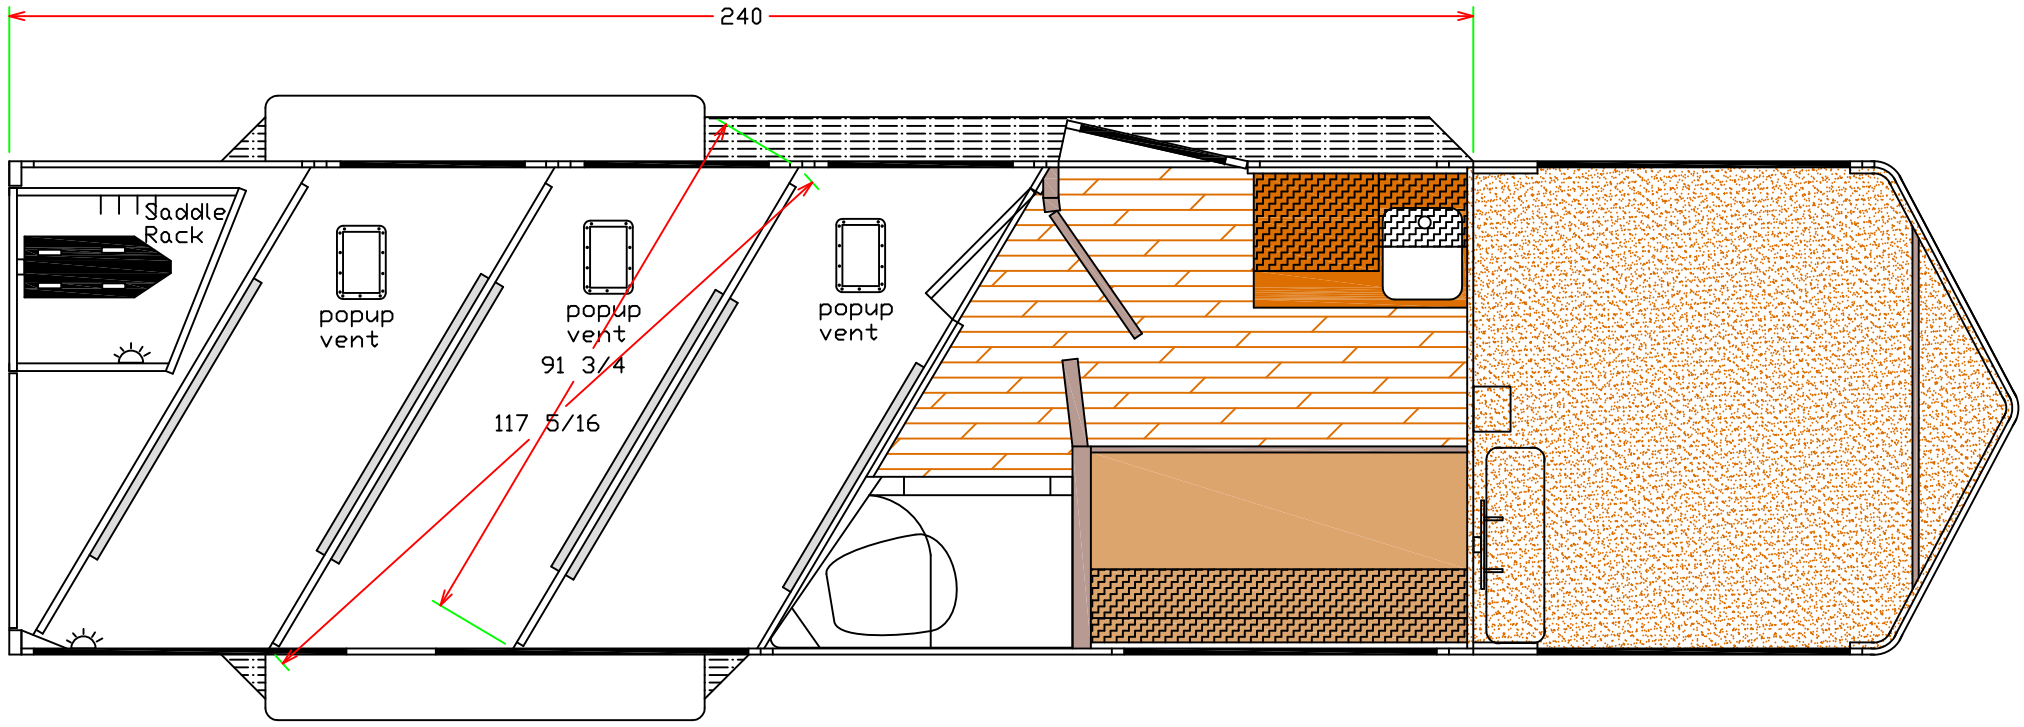 240
Saddle
Rack
popup
vent
popup
vent
popup
vent
91 3/4
117 5/16